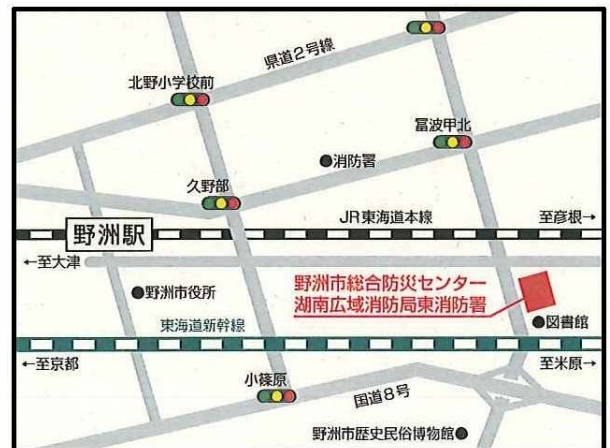 県道2号線
北野小学校前
冨波甲北
●消防署
久野部
JR東海道本線
至彦根→
野洲駅
←至大津
野洲市総合防災センター
湖南広域消防局東消防署
●野洲市役所
●図書館
東海道新幹線
←至京都
至米原→
小篠原
国道8号
野洲市歴史民俗博物館●